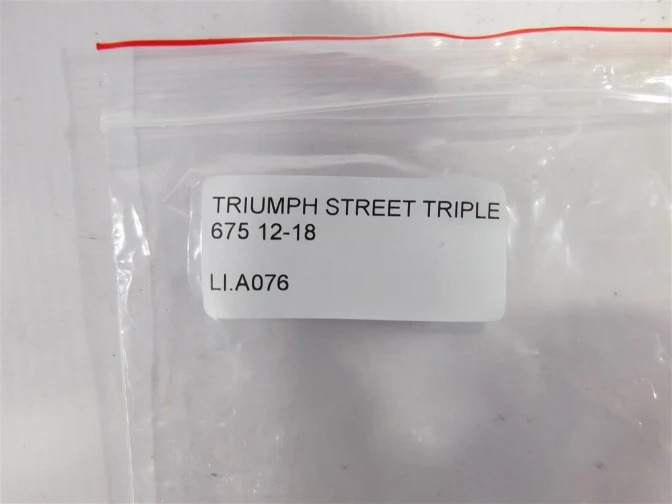 TRIUMPH STREET TRIPLE
675 12-18
LI.A076